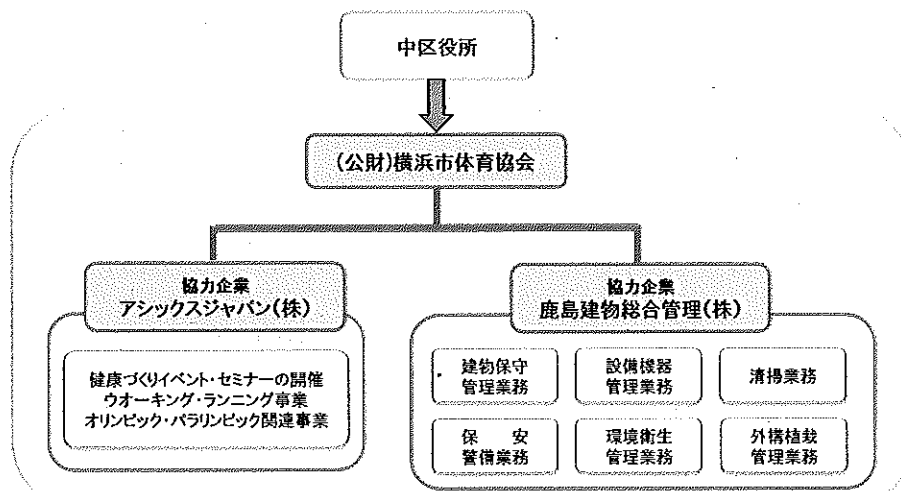 中区役所
(公財)横浜市体育協会
協力企業
アシックスジャパン(株)
健康づくりイベント・セミナーの開催
ウオーキング・ランニング事業
オリンピック・パラリンピック関連事業
協力企業
鹿島建物総合管理(株)
建物保守
管理業務
設備機器
管理業務
清掃業務
保　安
警備業務
環境衛生
管理業務
外構植栽
管理業務